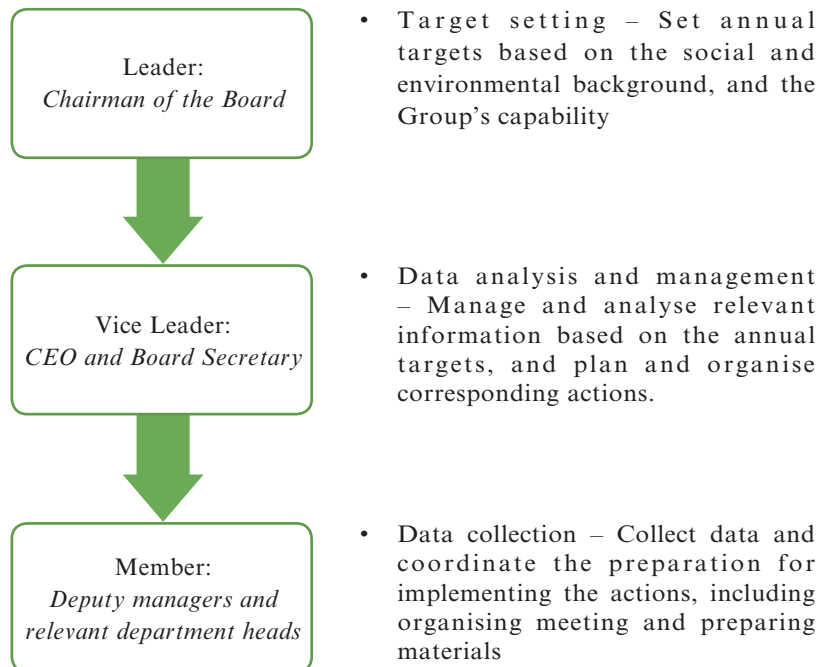 Leader:
Chairman of the Board
• Target setting – Set annual
targets based on the social and
environmental background, and the
Group's capability
Vice Leader:
CEO and Board Secretary
• Data analysis and management
– Manage and analyse relevant
information based on the annual
targets, and plan and organise
corresponding actions.
Member:
Deputy managers and
relevant department heads
• Data collection – Collect data and
coordinate the preparation for
implementing the actions, including
organising meeting and preparing
materials